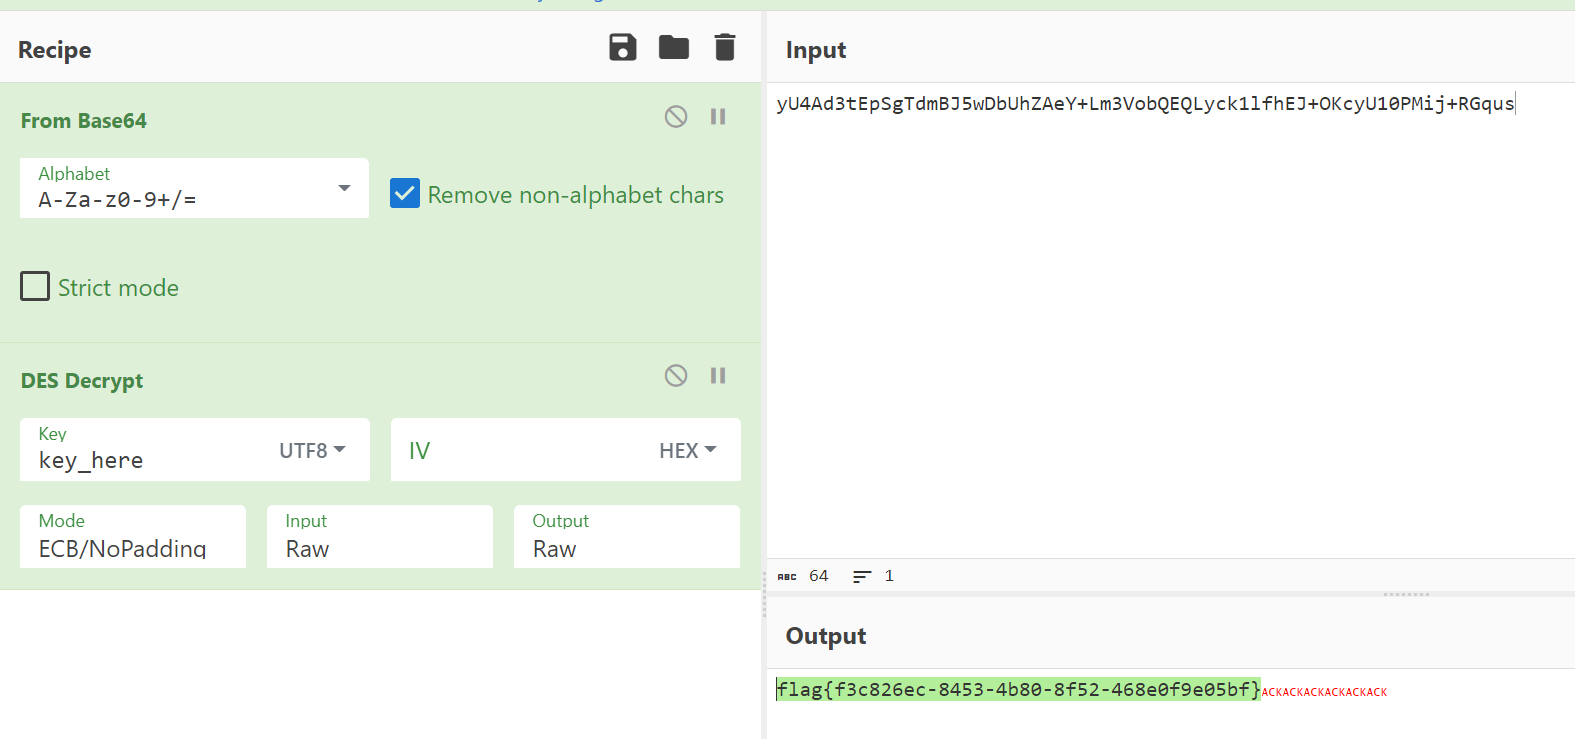 Recipe
From Base64
Alphabet
A-Za-z0-9+/=
Remove non-alphabet chars
Strict mode
DES Decrypt
Key
key_here
UTF8
IV
HEX
Mode
ECB/NoPadding
Input
Raw
Output
Raw
Input
yU4Ad3tEpSgTdmBJ5wDbUhZAeY+Lm3VobQEQLyck1lfhEJ+OKcyU10PMij+RGqus
ABC 64 1
Output
flag{f3c826ec-8453-4b80-8f52-468e0f9e05bf}ACKACKACKACKACKACK